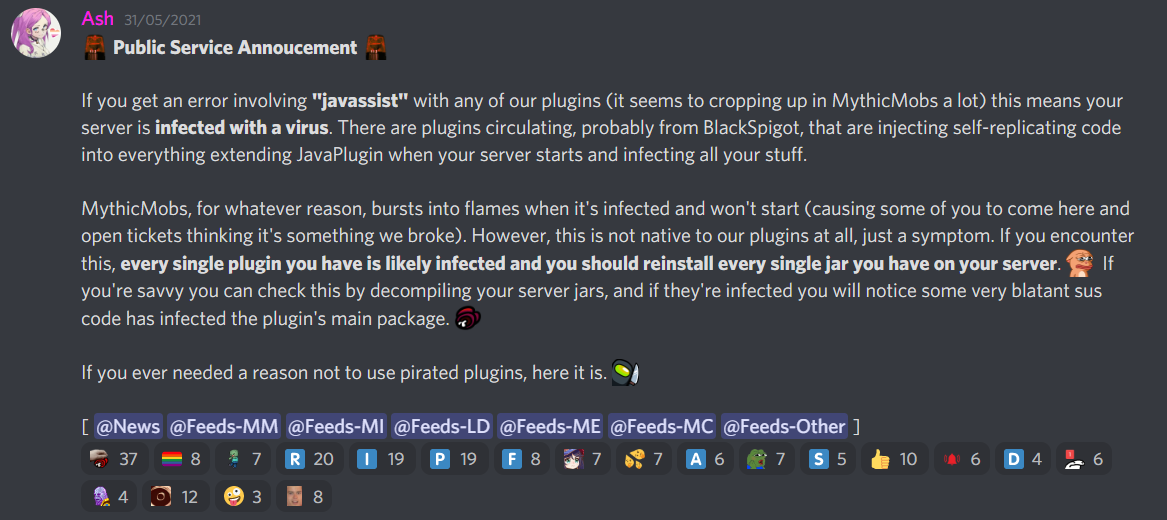 Ash 31/05/2021
Public Service Annoucement
If you get an error involving "javassist" with any of our plugins (it seems to cropping up in MythicMobs a lot) this means your
server is infected with a virus. There are plugins circulating, probably from BlackSpigot, that are injecting self-replicating code
into everything extending JavaPlugin when your server starts and infecting all your stuff.
MythicMobs, for whatever reason, bursts into flames when it's infected and won't start (causing some of you to come here and
open tickets thinking it's something we broke). However, this is not native to our plugins at all, just a symptom. If you encounter
this, every single plugin you have is likely infected and you should reinstall every single jar you have on your server. If
you're savvy you can check this by decompiling your server jars, and if they're infected you will notice some very blatant sus
code has infected the plugin's main package.
If you ever needed a reason not to use pirated plugins, here it is.
[ @News @Feeds-MM @Feeds-MI @Feeds-LD @Feeds-ME @Feeds-MC @Feeds-Other ]
37 8 7 R 20 I 19 P 19 F 8 7 7 A 6 7 S 5 10 6 D 4 6
4 12 3 8